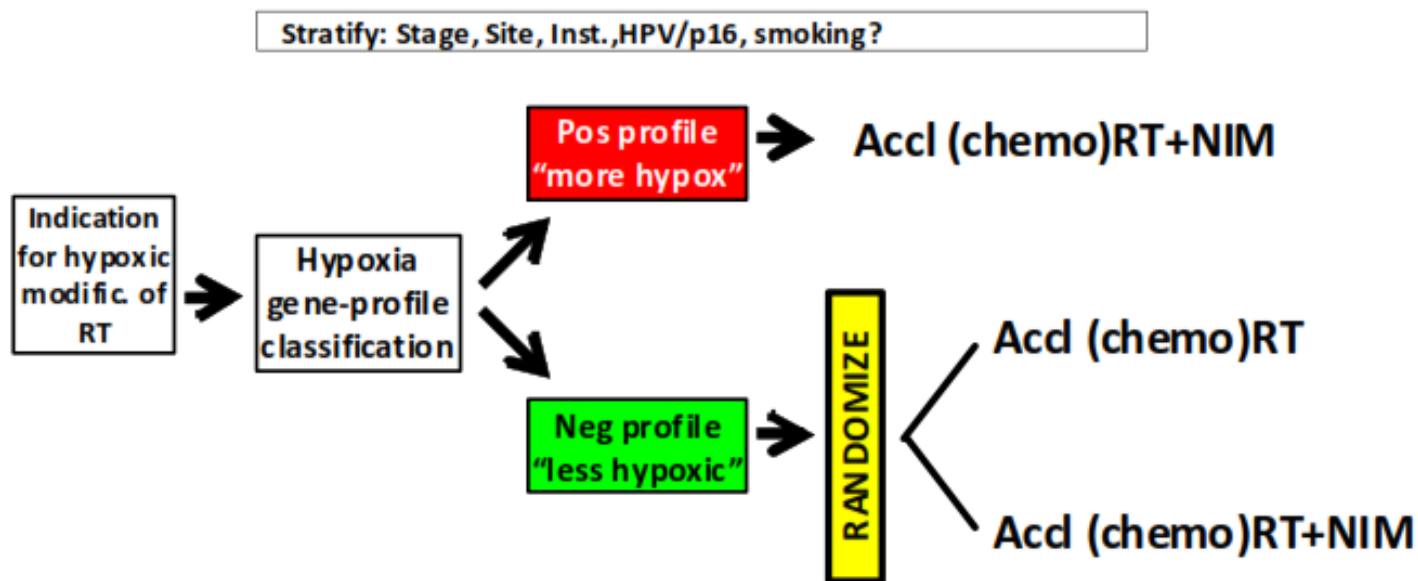 Stratify: Stage, Site, Inst.,HPV/p16, smoking?
Pos profile
“more hypox”
Accl (chemo)RT+NIM
Indication
for hypoxic
modific. of
RT
Hypoxia
gene-profile
classification
Neg profile
“less hypoxic”
RANDOMIZE
Accl (chemo)RT
Accl (chemo)RT+NIM